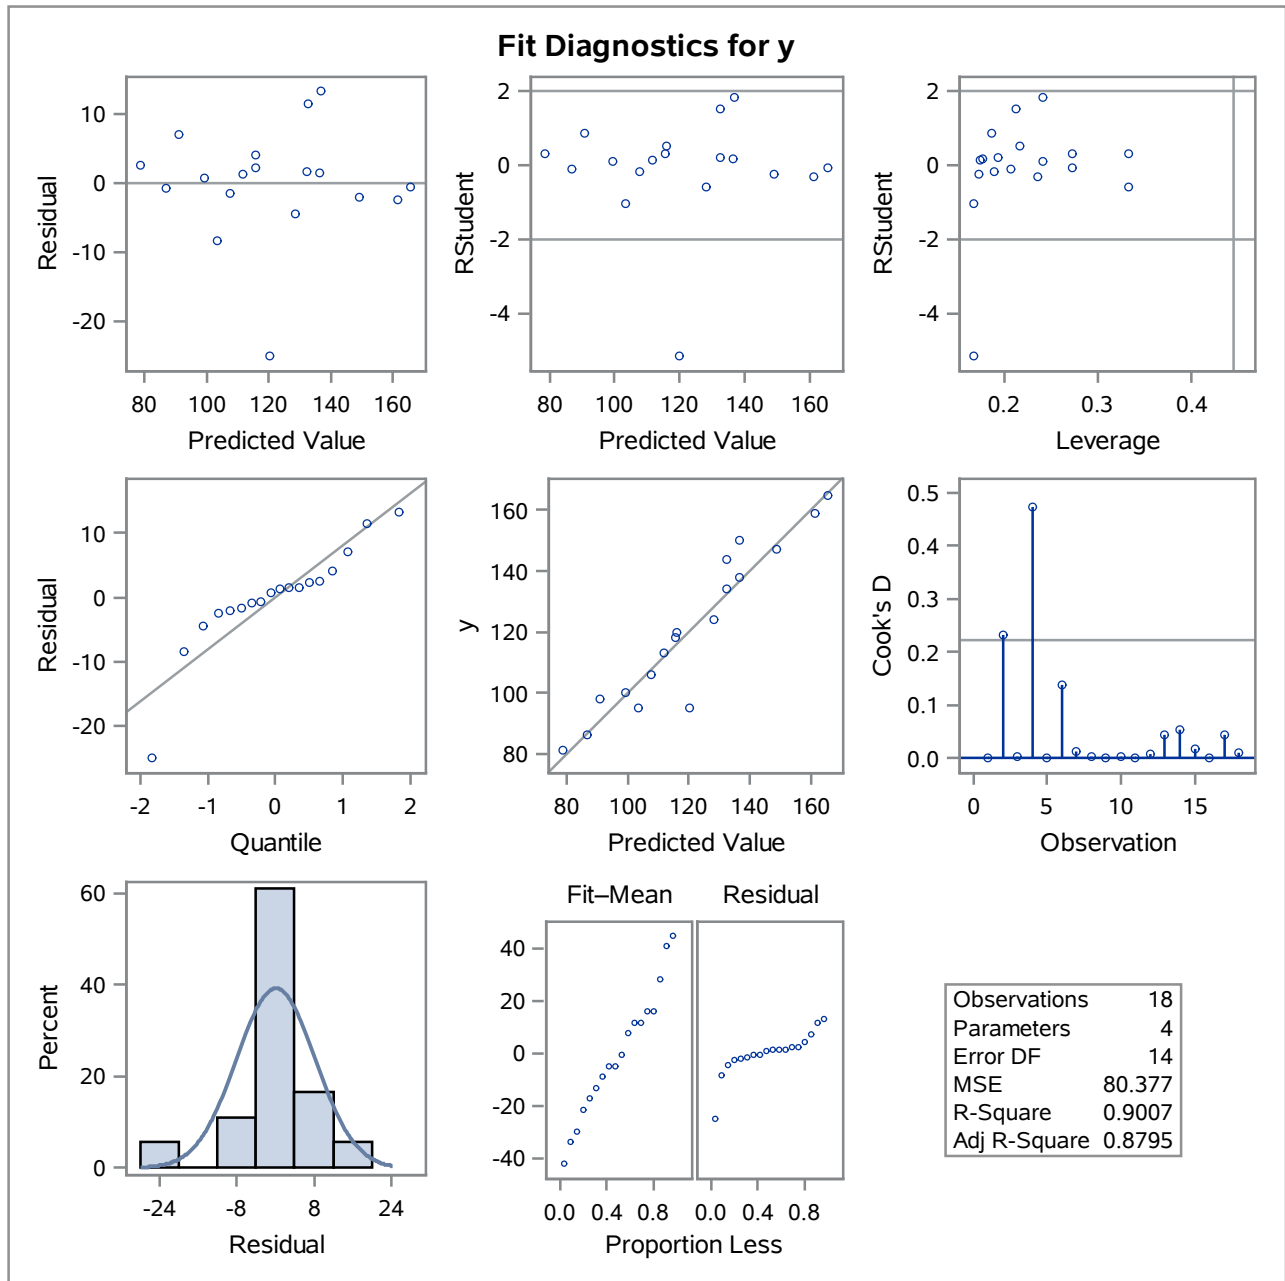 Fit Diagnostics for y
Residual
10
0
-10
-20
80 100 120 140 160
Predicted Value
RStudent
2
0
-2
-4
80 100 120 140 160
Predicted Value
RStudent
2
0
-2
-4
0.2 0.3 0.4
Leverage
Residual
10
0
-10
-20
-2 -1 0 1 2
Quantile
y
160
140
120
100
80
80 100 120 140 160
Predicted Value
Cook's D
0.5
0.4
0.3
0.2
0.1
0.0
0 5 10 15
Observation
Percent
60
40
20
0
-24 -8 8 24
Residual
Fit–Mean Residual
40
20
0
-20
-40
0.0 0.4 0.8 0.0 0.4 0.8
Proportion Less
Observations 18
Parameters 4
Error DF 14
MSE 80.377
R-Square 0.9007
Adj R-Square 0.8795